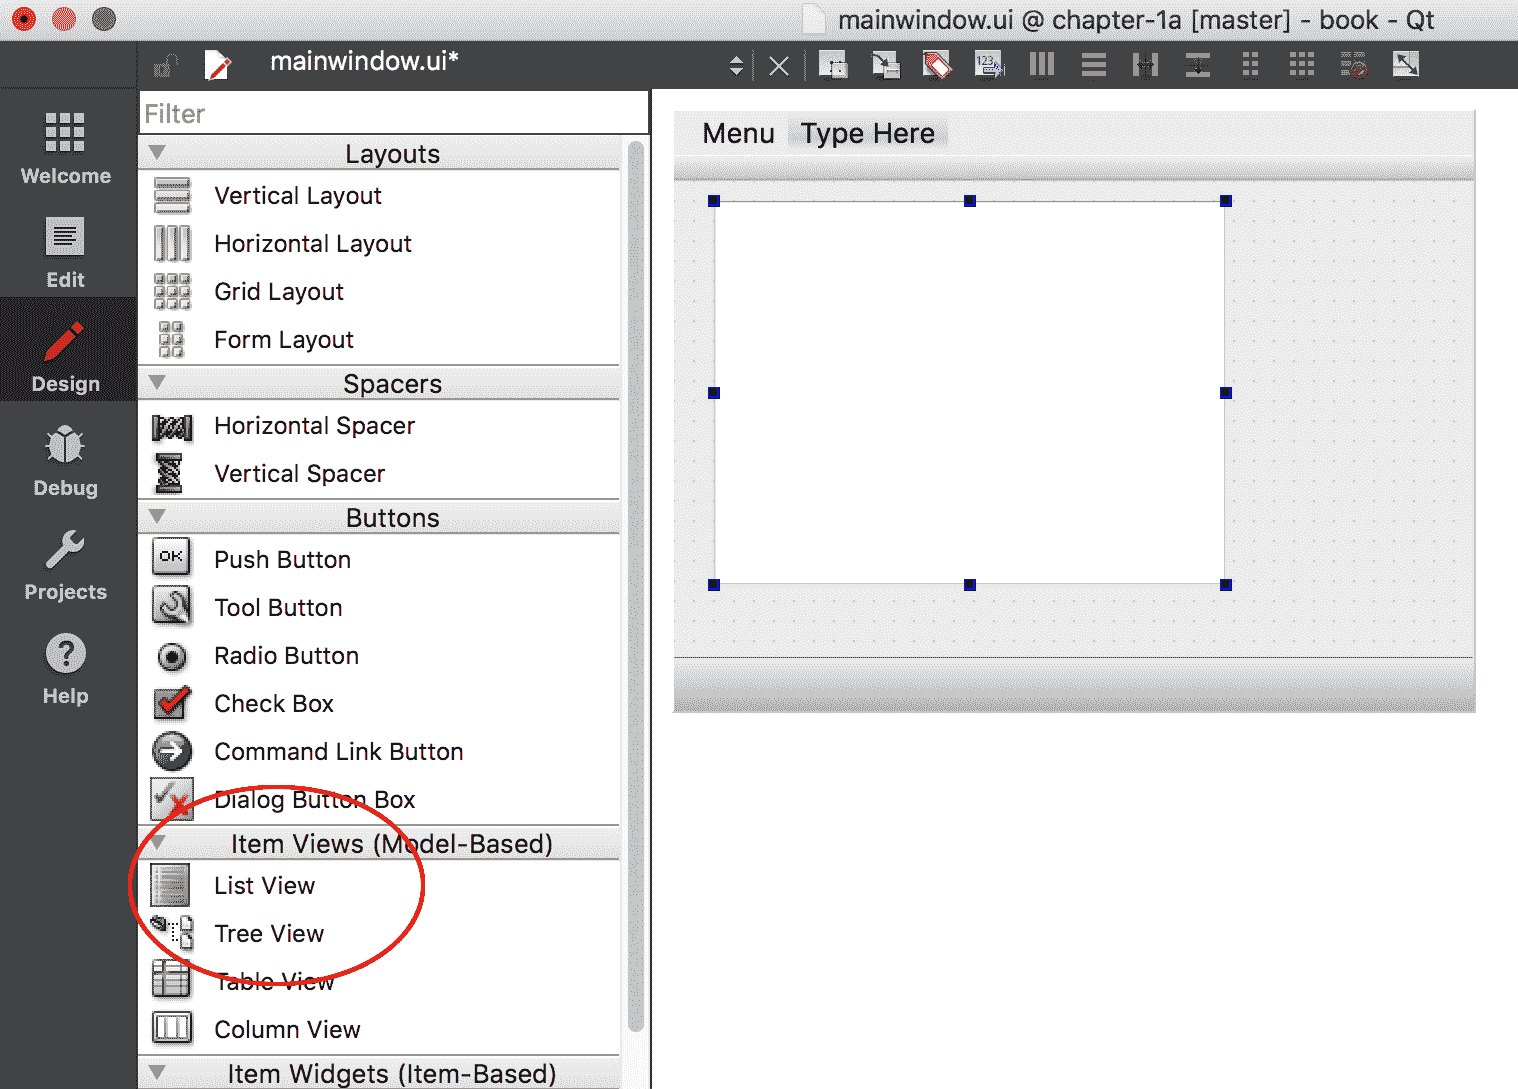 mainwindow.ui @ chapter-1a [master] - book - Qt
mainwindow.ui*
Filter
Welcome
Edit
Design
Debug
Projects
Help
Layouts
Vertical Layout
Horizontal Layout
Grid Layout
Form Layout
Spacers
Horizontal Spacer
Vertical Spacer
Buttons
OK
Push Button
Tool Button
Radio Button
Check Box
Command Link Button
Dialog Button Box
Item Views (Model-Based)
List View
Tree View
Table View
Column View
Item Widgets (Item-Based)
123
Menu
Type Here